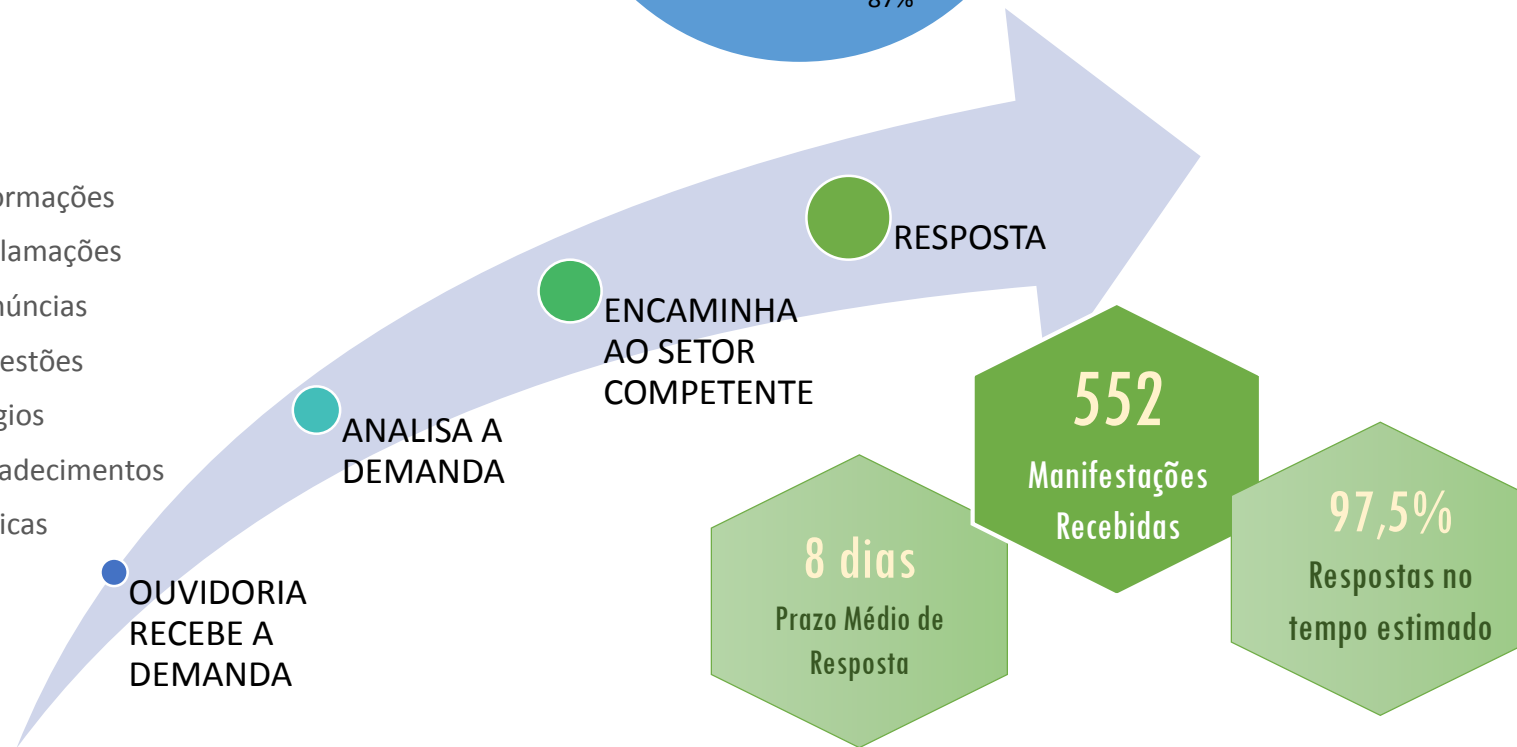 87%
ormações
lamações
núncias
estões
gios
adecimentos
icas
RESPOSTA
ENCAMINHA
AO SETOR
COMPETENTE
ANALISA A
DEMANDA
OUVIDORIA
RECEBE A
DEMANDA
552
Manifestações
Recebidas
8 dias
Prazo Médio de
Resposta
97,5%
Respostas no
tempo estimado